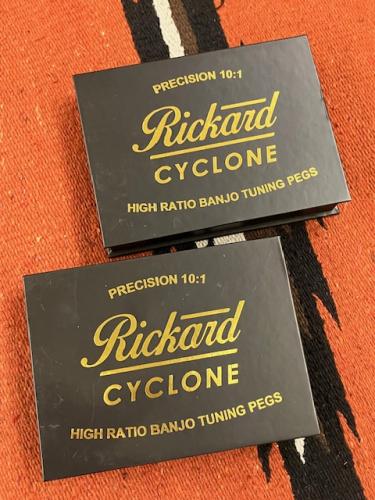 PRECISION 10:1
Rickard
CYCLONE
HIGH RATIO BANJO TUNING PEGS
PRECISION 10:1
Rickard
CYCLONE
HIGH RATIO BANJO TUNING PEGS